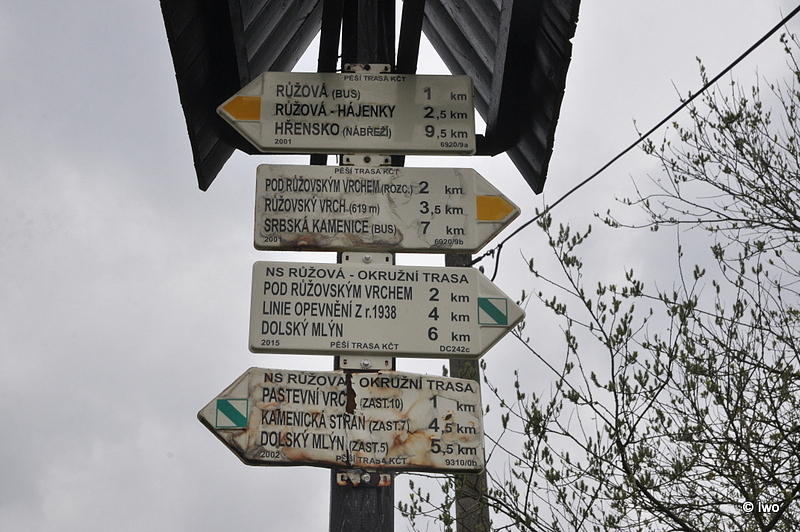 PĚŠÍ TRASA KČT
RŮŽOVÁ (BUS) 1 km
RŮŽOVÁ - HÁJENKY 2,5 km
HŘENSKO (NÁBŘEŽÍ) 9,5 km
2001 6920/9a
PĚŠÍ TRASA KČT
POD RŮŽOVSKÝM VRCHEM (ROZC.) 2 km
RŮŽOVSKÝ VRCH (619 m) 3,5 km
SRBSKÁ KAMENICE (BUS) 7 km
2001 6920/9b
NS RŮŽOVÁ - OKRUŽNÍ TRASA
POD RŮŽOVSKÝM VRCHEM 2 km
LINIE OPEVNĚNÍ Z r.1938 4 km
DOLSKÝ MLÝN 6 km
2015 PĚŠÍ TRASA KČT DC242c
NS RŮŽOVÁ OKRUŽNÍ TRASA
PASTEVNÍ VRC (ZAST.10) 1 km
KAMENICKÁ STRÁŇ (ZAST.7) 4,5 km
DOLSKÝ MLÝN (ZAST.5) 5,5 km
2002 PĚŠÍ TRASA KČT 9310/0b
© Iwo